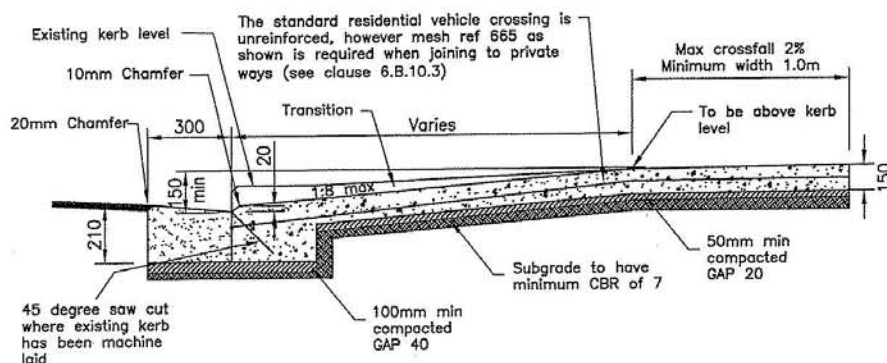 The standard residential vehicle crossing is
unreinforced, however mesh ref 665 as
shown is required when joining to private
ways (see clause 6.B.10.3)
Existing kerb level
10mm Chamfer
20mm Chamfer
300
Transition
Varies
Max crossfall 2%
Minimum width 1.0m
To be above kerb
level
150
min
20
1:8 max
150
210
50mm min
compacted
GAP 20
Subgrade to have
minimum CBR of 7
100mm min
compacted
GAP 40
45 degree saw cut
where existing kerb
has been machine
laid